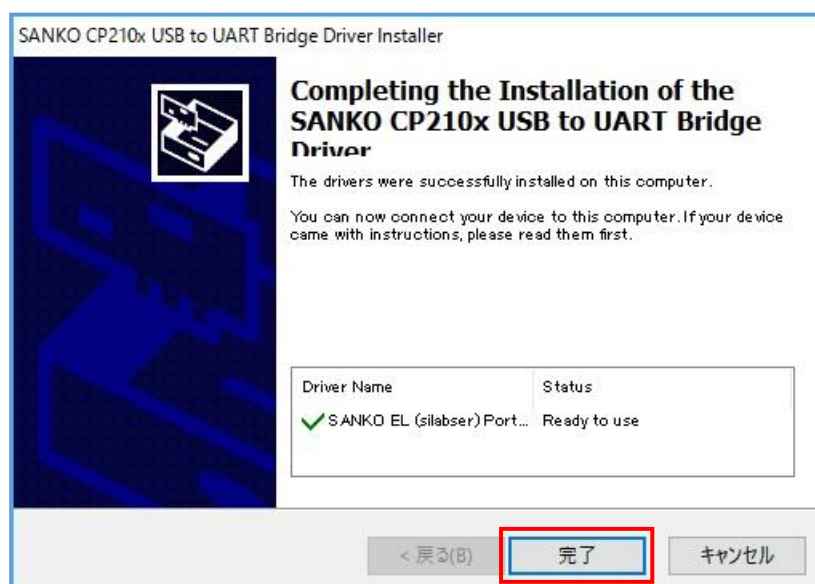 SANKO CP210x USB to UART Bridge Driver Installer
Completing the Installation of the
SANKO CP210x USB to UART Bridge
Driver
The drivers were successfully installed on this computer.
You can now connect your device to this computer. If your device
came with instructions, please read them first.
Driver Name Status
SANKO EL (silabser) Port... Ready to use
< 戻る(B) 完了 キャンセル